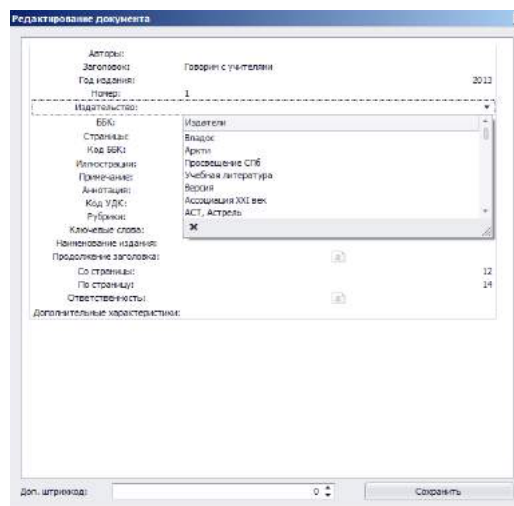 Редактирование документа
Авторы:
Заголовок: Говорим с учителями
Год издания: 2013
Номер: 1
Издательство:
ББК: Издатели
Страницы: Владос
Код ББК: Аркти
Иллюстрации: Просвещение СПб
Примечание: Учебная литература
Аннотация: Версия
Код УДК: Ассоциация XXI век
Рубрики: АСТ, Астрель
Ключевые слова:
Наименование издания:
Продолжение заголовка:
Со страницы: 12
По страницу: 14
Ответственность:
Дополнительные характеристики:
Доп. штрихкод: 0 Сохранить